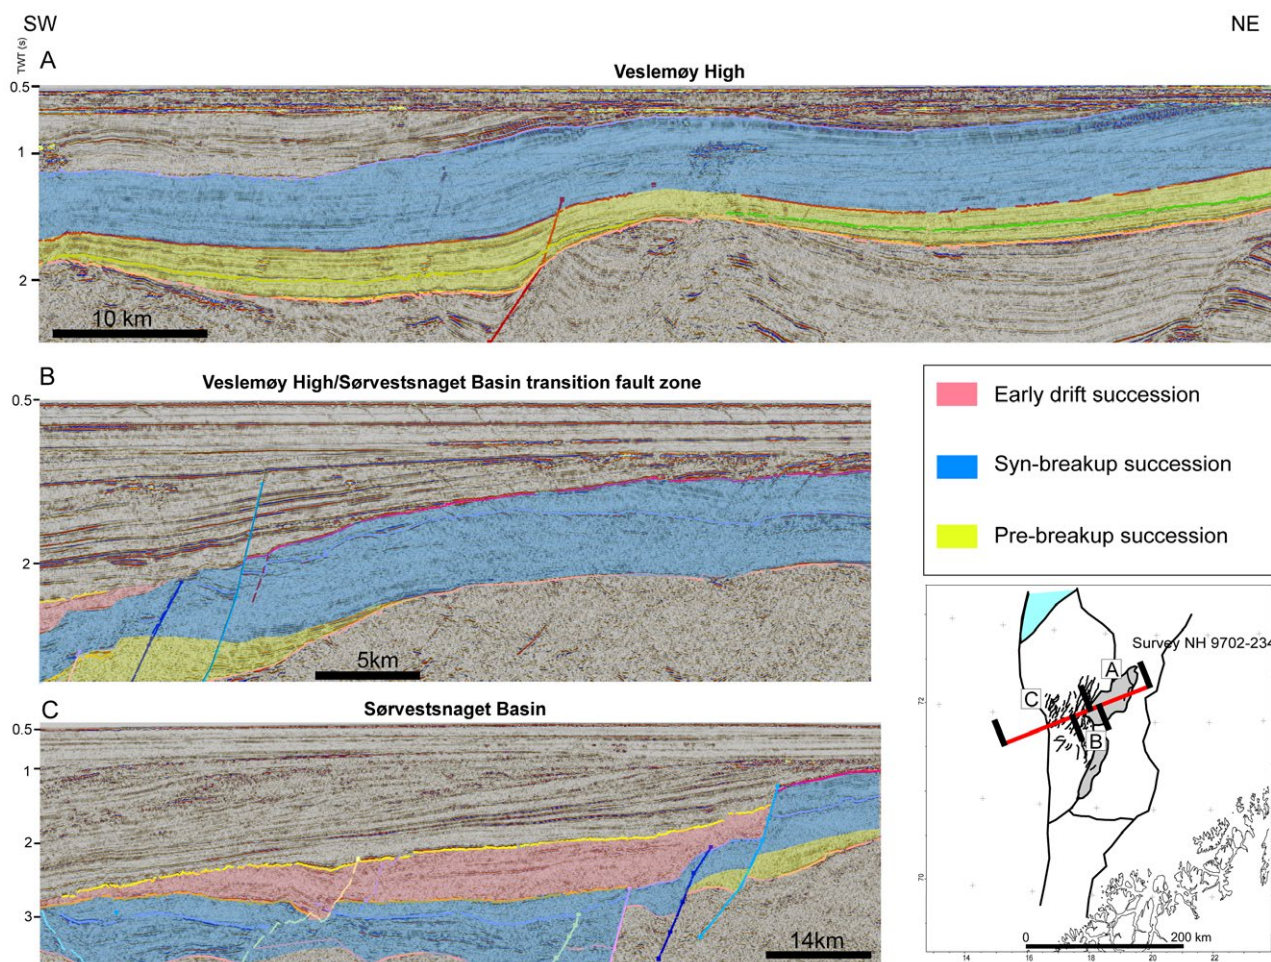 SW
NE
TWT (s)
A
Veslemøy High
0.5
1
2
10 km
B
Veslemøy High/Sørvestsnaget Basin transition fault zone
0.5
2
5km
C
Sørvestsnaget Basin
0.5
1
2
3
14km
Early drift succession
Syn-breakup succession
Pre-breakup succession
Survey NH 9702-234
A
C
B
72
70
0
200 km
14
16
18
20
22